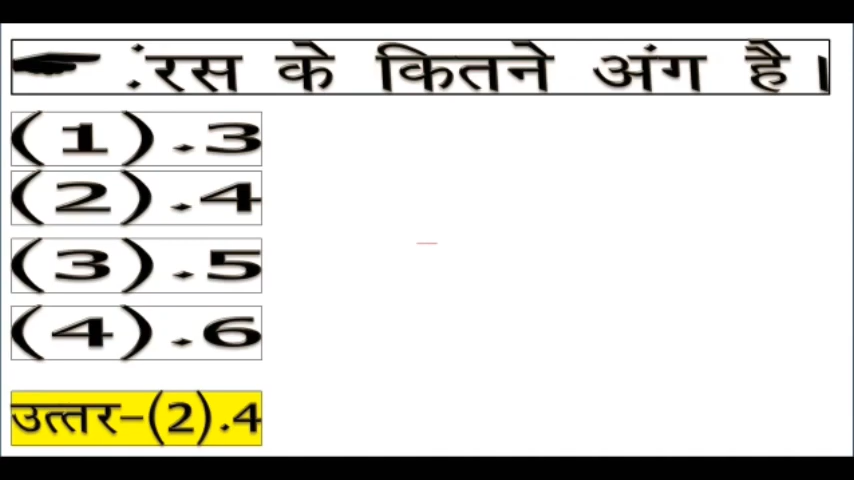 ☛ :ंरस के कितने अंग है।
(1).3
(2).4
(3).5
(4).6
उत्तर-(2).4